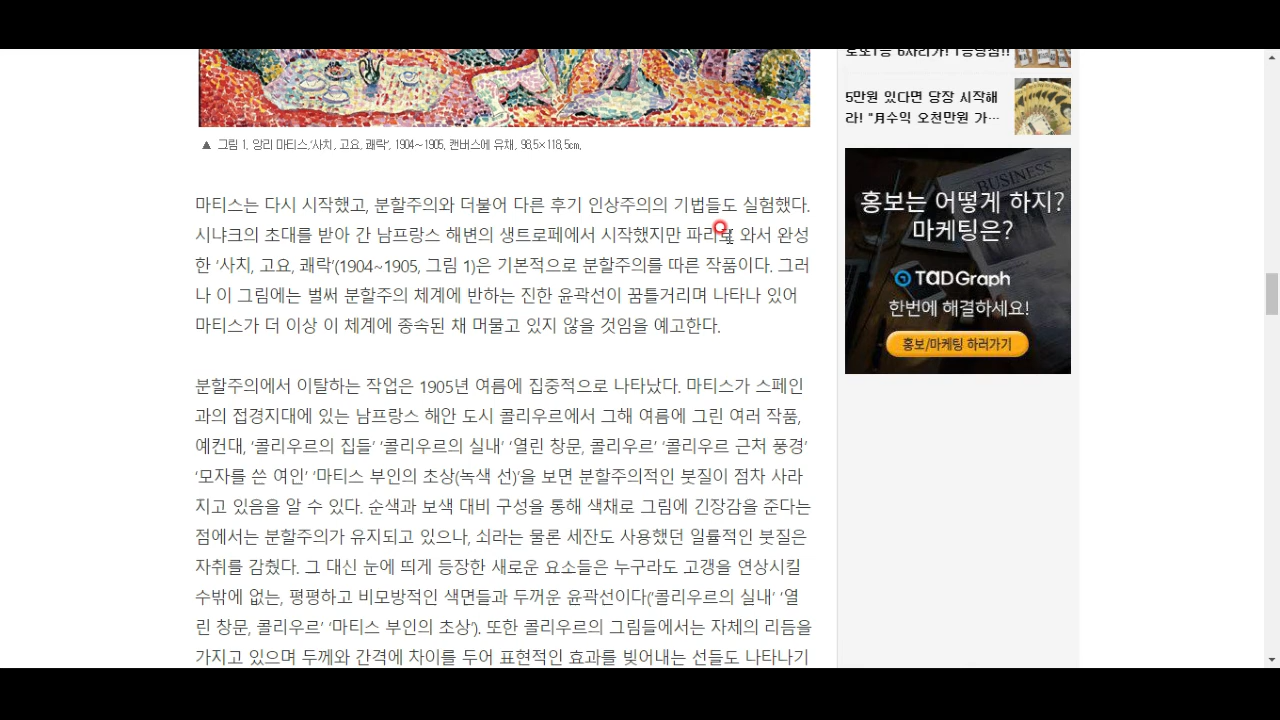 ▲ 그림 1. 앙리 마티스, '사치, 고요, 쾌락', 1904~1905, 캔버스에 유채, 98.5×118.5cm.
마티스는 다시 시작했고, 분할주의와 더불어 다른 후기 인상주의의 기법들도 실험했다.
시냐크의 초대를 받아 간 남프랑스 해변의 생트로페에서 시작했지만 파리로 와서 완성
한 ‘사치, 고요, 쾌락’(1904~1905, 그림 1)은 기본적으로 분할주의를 따른 작품이다. 그러
나 이 그림에는 벌써 분할주의 체계에 반하는 진한 윤곽선이 꿈틀거리며 나타나 있어
마티스가 더 이상 이 체계에 종속된 채 머물고 있지 않을 것임을 예고한다.
분할주의에서 이탈하는 작업은 1905년 여름에 집중적으로 나타났다. 마티스가 스페인
과의 접경지대에 있는 남프랑스 해안 도시 콜리우르에서 그해 여름에 그린 여러 작품,
예컨대, ‘콜리우르의 집들’ ‘콜리우르의 실내’ ‘열린 창문, 콜리우르’ ‘콜리우르 근처 풍경’
‘모자를 쓴 여인’ ‘마티스 부인의 초상(녹색 선)’을 보면 분할주의적인 붓질이 점차 사라
지고 있음을 알 수 있다. 순색과 보색 대비 구성을 통해 색채로 그림에 긴장감을 준다는
점에서는 분할주의가 유지되고 있으나, 쇠라는 물론 세잔도 사용했던 일률적인 붓질은
자취를 감췄다. 그 대신 눈에 띄게 등장한 새로운 요소들은 누구라도 고갱을 연상시킬
수밖에 없는, 평평하고 비모방적인 색면들과 두꺼운 윤곽선이다(‘콜리우르의 실내’ ‘열
린 창문, 콜리우르’ ‘마티스 부인의 초상’). 또한 콜리우르의 그림들에서는 자체의 리듬을
가지고 있으며 두께와 간격에 차이를 두어 표현적인 효과를 빚어내는 선들도 나타나기
로또1등 6자리가! 1등당첨!!
5만원 있다면 당장 시작해
라! "月수익 오천만원 가…
BUSINESS
홍보는 어떻게 하지?
마케팅은?
TaD Graph
한번에 해결하세요!
홍보/마케팅 하러가기